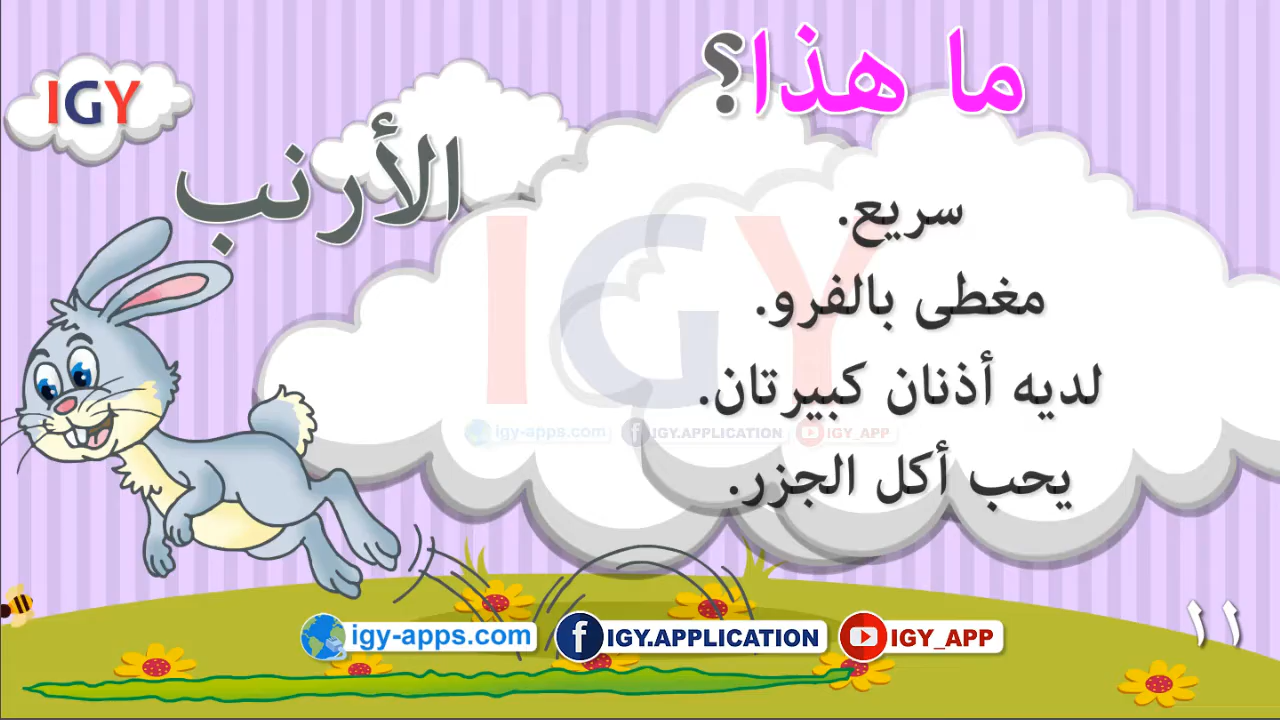 ما هذا؟
IGY
الأرنب
سريع.
مغطى بالفرو.
لديه أذنان كبيرتان.
يحب أكل الجزر.
IGY
igy-apps.com IGY.APPLICATION IGY_APP
١١
igy-apps.com IGY.APPLICATION IGY_APP